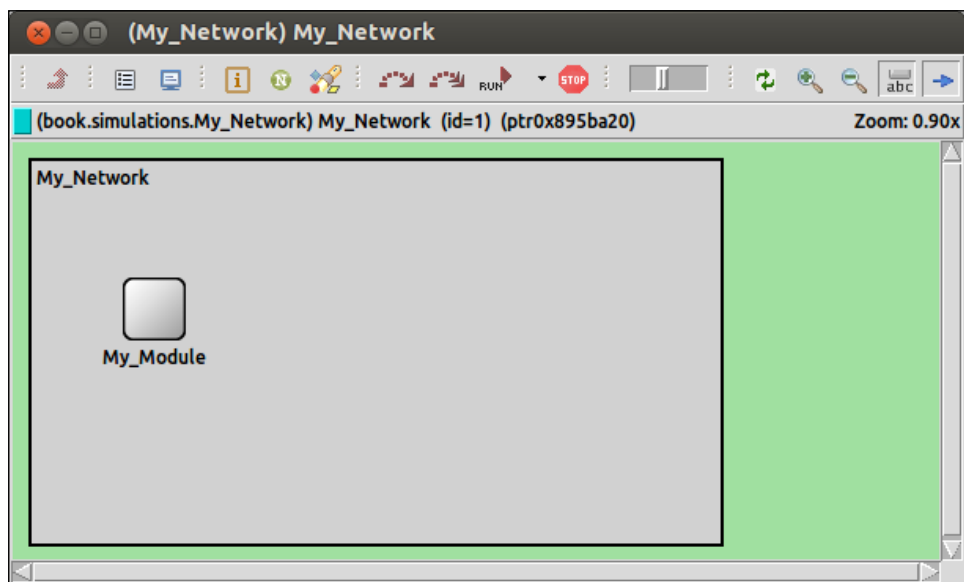 (My_Network) My_Network
i N RUN STOP abc
(book.simulations.My_Network) My_Network (id=1) (ptr0x895ba20) Zoom: 0.90x
My_Network
My_Module